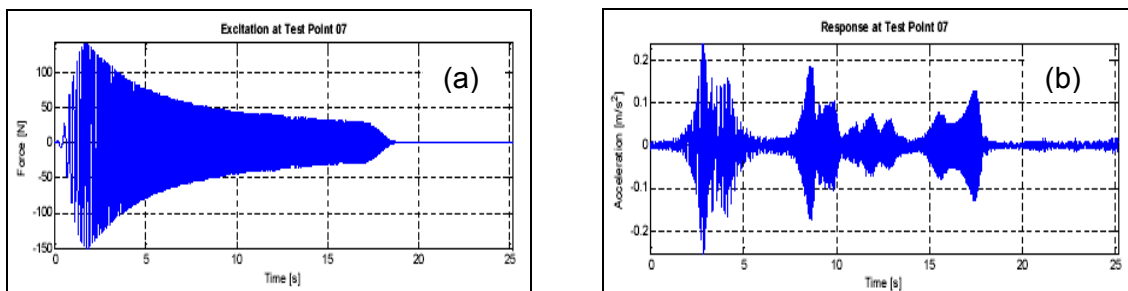 Excitation at Test Point 07
(a)
Force [N]
100
50
0
-50
-100
-150
0 5 10 15 20 25
Time [s]
Response at Test Point 07
(b)
Acceleration [m/s²]
0.2
0.1
0
-0.1
-0.2
0 5 10 15 20 25
Time [s]